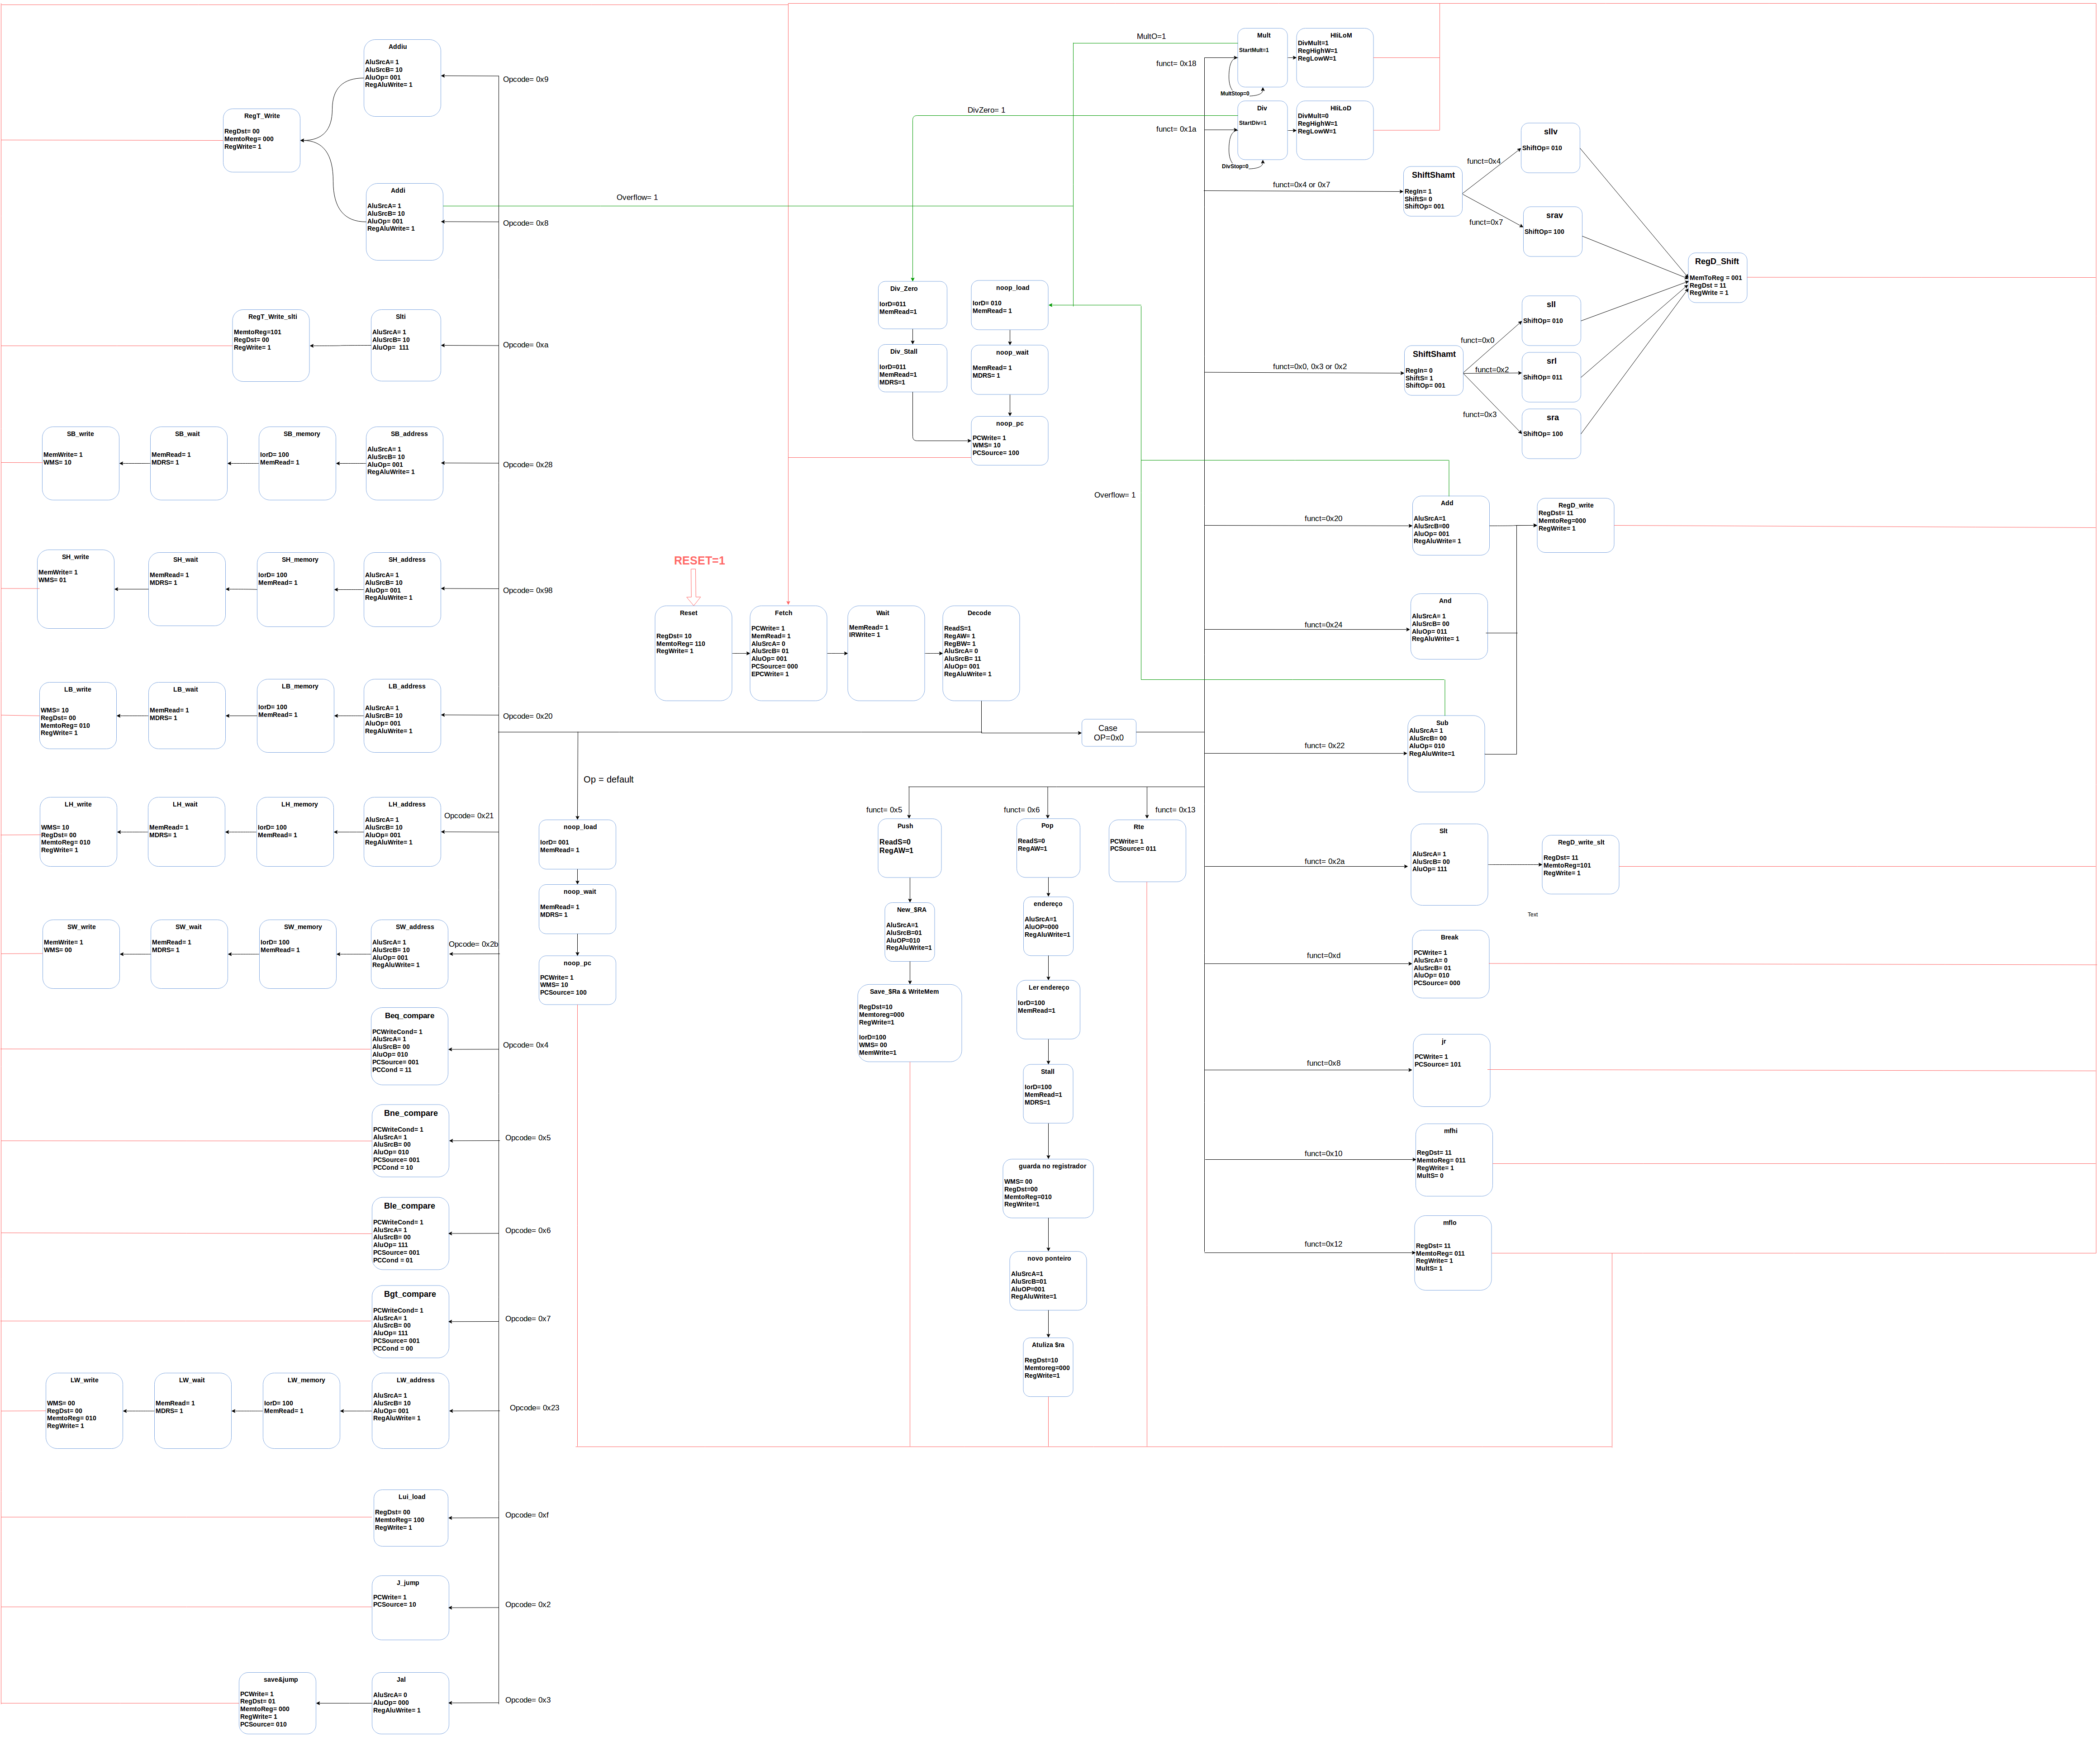 Addiu
AluSrcA= 1
AluSrcB= 10
AluOp= 001
RegAluWrite= 1
Opcode= 0x9
RegT_Write
RegDst= 00
MemtoReg= 000
RegWrite= 1
Addi
AluSrcA= 1
AluSrcB= 10
AluOp= 001
RegAluWrite= 1
Opcode= 0x8
Overflow= 1
RegT_Write_slti
MemtoReg=101
RegDst= 00
RegWrite= 1
Slti
AluSrcA= 1
AluSrcB= 10
AluOp= 111
Opcode= 0xa
SB_write
MemWrite= 1
WMS= 10
SB_wait
MemRead= 1
MDRS= 1
SB_memory
IorD= 100
MemRead= 1
SB_address
AluSrcA= 1
AluSrcB= 10
AluOp= 001
RegAluWrite= 1
Opcode= 0x28
SH_write
MemWrite= 1
WMS= 01
SH_wait
MemRead= 1
MDRS= 1
SH_memory
IorD= 100
MemRead= 1
SH_address
AluSrcA= 1
AluSrcB= 10
AluOp= 001
RegAluWrite= 1
Opcode= 0x98
LB_write
WMS= 10
RegDst= 00
MemtoReg= 010
RegWrite= 1
LB_wait
MemRead= 1
MDRS= 1
LB_memory
IorD= 100
MemRead= 1
LB_address
AluSrcA= 1
AluSrcB= 10
AluOp= 001
RegAluWrite= 1
Opcode= 0x20
LH_write
WMS= 10
RegDst= 00
MemtoReg= 010
RegWrite= 1
LH_wait
MemRead= 1
MDRS= 1
LH_memory
IorD= 100
MemRead= 1
LH_address
AluSrcA= 1
AluSrcB= 10
AluOp= 001
RegAluWrite= 1
Opcode= 0x21
SW_write
MemWrite= 1
WMS= 00
SW_wait
MemRead= 1
MDRS= 1
SW_memory
IorD= 100
MemRead= 1
SW_address
AluSrcA= 1
AluSrcB= 10
AluOp= 001
RegAluWrite= 1
Opcode= 0x2b
Beq_compare
PCWriteCond= 1
AluSrcA= 1
AluSrcB= 00
AluOp= 010
PCSource= 001
PCCond = 11
Opcode= 0x4
Bne_compare
PCWriteCond= 1
AluSrcA= 1
AluSrcB= 00
AluOp= 010
PCSource= 001
PCCond = 10
Opcode= 0x5
Ble_compare
PCWriteCond= 1
AluSrcA= 1
AluSrcB= 00
AluOp= 111
PCSource= 001
PCCond = 01
Opcode= 0x6
Bgt_compare
PCWriteCond= 1
AluSrcA= 1
AluSrcB= 00
AluOp= 111
PCSource= 001
PCCond = 00
Opcode= 0x7
LW_write
WMS= 00
RegDst= 00
MemtoReg= 010
RegWrite= 1
LW_wait
MemRead= 1
MDRS= 1
LW_memory
IorD= 100
MemRead= 1
LW_address
AluSrcA= 1
AluSrcB= 10
AluOp= 001
RegAluWrite= 1
Opcode= 0x23
Lui_load
RegDst= 00
MemtoReg= 100
RegWrite= 1
Opcode= 0xf
J_jump
PCWrite= 1
PCSource= 10
Opcode= 0x2
save&jump
PCWrite= 1
RegDst= 01
MemtoReg= 000
RegWrite= 1
PCSource= 010
Jal
AluSrcA= 0
AluOp= 000
RegAluWrite= 1
Opcode= 0x3
RESET=1
Reset
RegDst= 10
MemtoReg= 110
RegWrite= 1
Fetch
PCWrite= 1
MemRead= 1
AluSrcA= 0
AluSrcB= 01
AluOp= 001
PCSource= 000
EPCWrite= 1
Wait
MemRead= 1
IRWrite= 1
Decode
ReadS=1
RegAW= 1
RegBW= 1
AluSrcA= 0
AluSrcB= 11
AluOp= 001
RegAluWrite= 1
Case
OP=0x0
Op = default
noop_load
IorD= 001
MemRead= 1
noop_wait
MemRead= 1
MDRS= 1
noop_pc
PCWrite= 1
WMS= 10
PCSource= 100
DivZero= 1
Div_Zero
IorD=011
MemRead=1
Div_Stall
IorD=011
MemRead=1
MDRS=1
noop_load
IorD= 010
MemRead= 1
noop_wait
MemRead= 1
MDRS= 1
noop_pc
PCWrite= 1
WMS= 10
PCSource= 100
Overflow= 1
MultO=1
funct= 0x18
Mult
StartMult=1
MultStop=0
HIiLoM
DivMult=1
RegHighW=1
RegLowW=1
funct= 0x1a
Div
StartDiv=1
DivStop=0
HIiLoD
DivMult=0
RegHighW=1
RegLowW=1
funct=0x4 or 0x7
ShiftShamt
RegIn= 1
ShiftS= 0
ShiftOp= 001
funct=0x4
funct=0x7
sllv
ShiftOp= 010
srav
ShiftOp= 100
RegD_Shift
MemToReg = 001
RegDst = 11
RegWrite = 1
funct=0x0, 0x3 or 0x2
ShiftShamt
RegIn= 0
ShiftS= 1
ShiftOp= 001
funct=0x0
funct=0x2
funct=0x3
sll
ShiftOp= 010
srl
ShiftOp= 011
sra
ShiftOp= 100
funct=0x20
Add
AluSrcA=1
AluSrcB=00
AluOp= 001
RegAluWrite= 1
RegD_write
RegDst= 11
MemtoReg=000
RegWrite= 1
funct=0x24
And
AluSrcA= 1
AluSrcB= 00
AluOp= 011
RegAluWrite= 1
funct= 0x22
Sub
AluSrcA= 1
AluSrcB= 00
AluOp= 010
RegAluWrite=1
funct= 0x2a
Slt
AluSrcA= 1
AluSrcB= 00
AluOp= 111
RegD_write_slt
RegDst= 11
MemtoReg=101
RegWrite= 1
Text
funct=0xd
Break
PCWrite= 1
AluSrcA= 0
AluSrcB= 01
AluOp= 010
PCSource= 000
funct=0x8
jr
PCWrite= 1
PCSource= 101
funct=0x10
mfhi
RegDst= 11
MemtoReg= 011
RegWrite= 1
MultS= 0
funct=0x12
mflo
RegDst= 11
MemtoReg= 011
RegWrite= 1
MultS= 1
funct= 0x5
Push
ReadS=0
RegAW=1
New_$RA
AluSrcA=1
AluSrcB=01
AluOP=010
RegAluWrite=1
Save_$Ra & WriteMem
RegDst=10
Memtoreg=000
RegWrite=1
IorD=100
WMS= 00
MemWrite=1
funct= 0x6
Pop
ReadS=0
RegAW=1
endereço
AluSrcA=1
AluOP=000
RegAluWrite=1
Ler endereço
IorD=100
MemRead=1
Stall
IorD=100
MemRead=1
MDRS=1
guarda no registrador
WMS= 00
RegDst=00
MemtoReg=010
RegWrite=1
novo ponteiro
AluSrcA=1
AluSrcB=01
AluOP=001
RegAluWrite=1
Atuliza $ra
RegDst=10
Memtoreg=000
RegWrite=1
funct= 0x13
Rte
PCWrite= 1
PCSource= 011